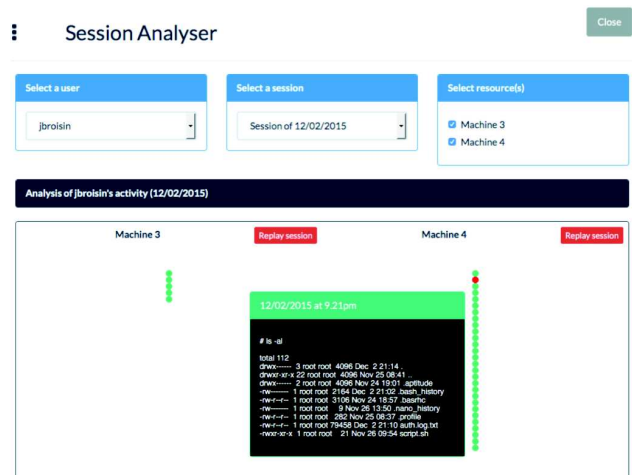 Session Analyser
Close
Select a user
Select a session
Select resource(s)
jbroisin
Session of 12/02/2015
Machine 3
Machine 4
Analysis of jbroisin's activity (12/02/2015)
Machine 3
Replay session
Machine 4
Replay session
12/02/2015 at 9.21pm
# ls -al
total 112
drwx------ 3 root root 4096 Dec 2 21:14 .
drwxr-xr-x 22 root root 4096 Nov 25 08:41 ..
drwx------ 2 root root 4096 Nov 24 19:01 .aptitude
-rw------- 1 root root 2164 Dec 2 21:02 .bash_history
-rw-r--r-- 1 root root 3106 Nov 24 18:57 .basrhc
-rw------- 1 root root 9 Nov 26 13:50 .nano_history
-rw-r--r-- 1 root root 282 Nov 25 08:37 .profile
-rw-r--r-- 1 root root 79458 Dec 2 21:10 auth.log.txt
-rwxr-xr-x 1 root root 21 Nov 26 09:54 script.sh